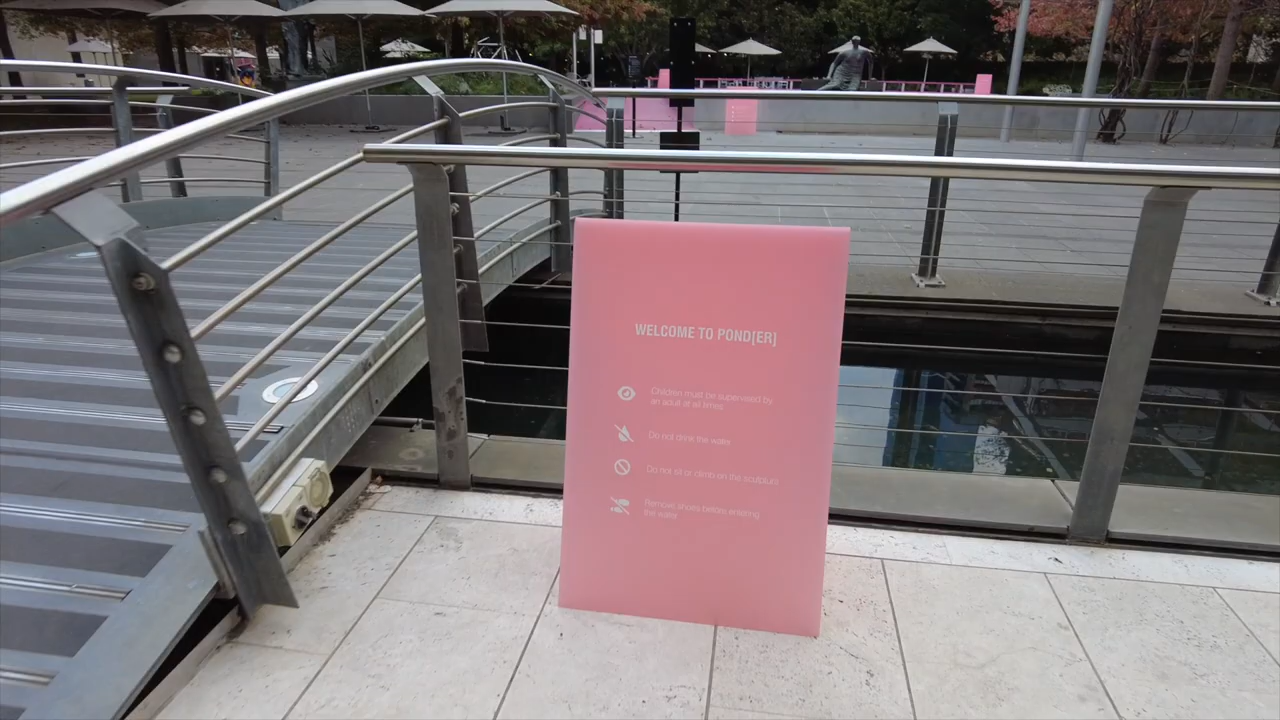 WELCOME TO POND[ER]
Children must be supervised by
an adult at all times
Do not drink the water
Do not sit or climb on the sculpture
Remove shoes before entering
the water